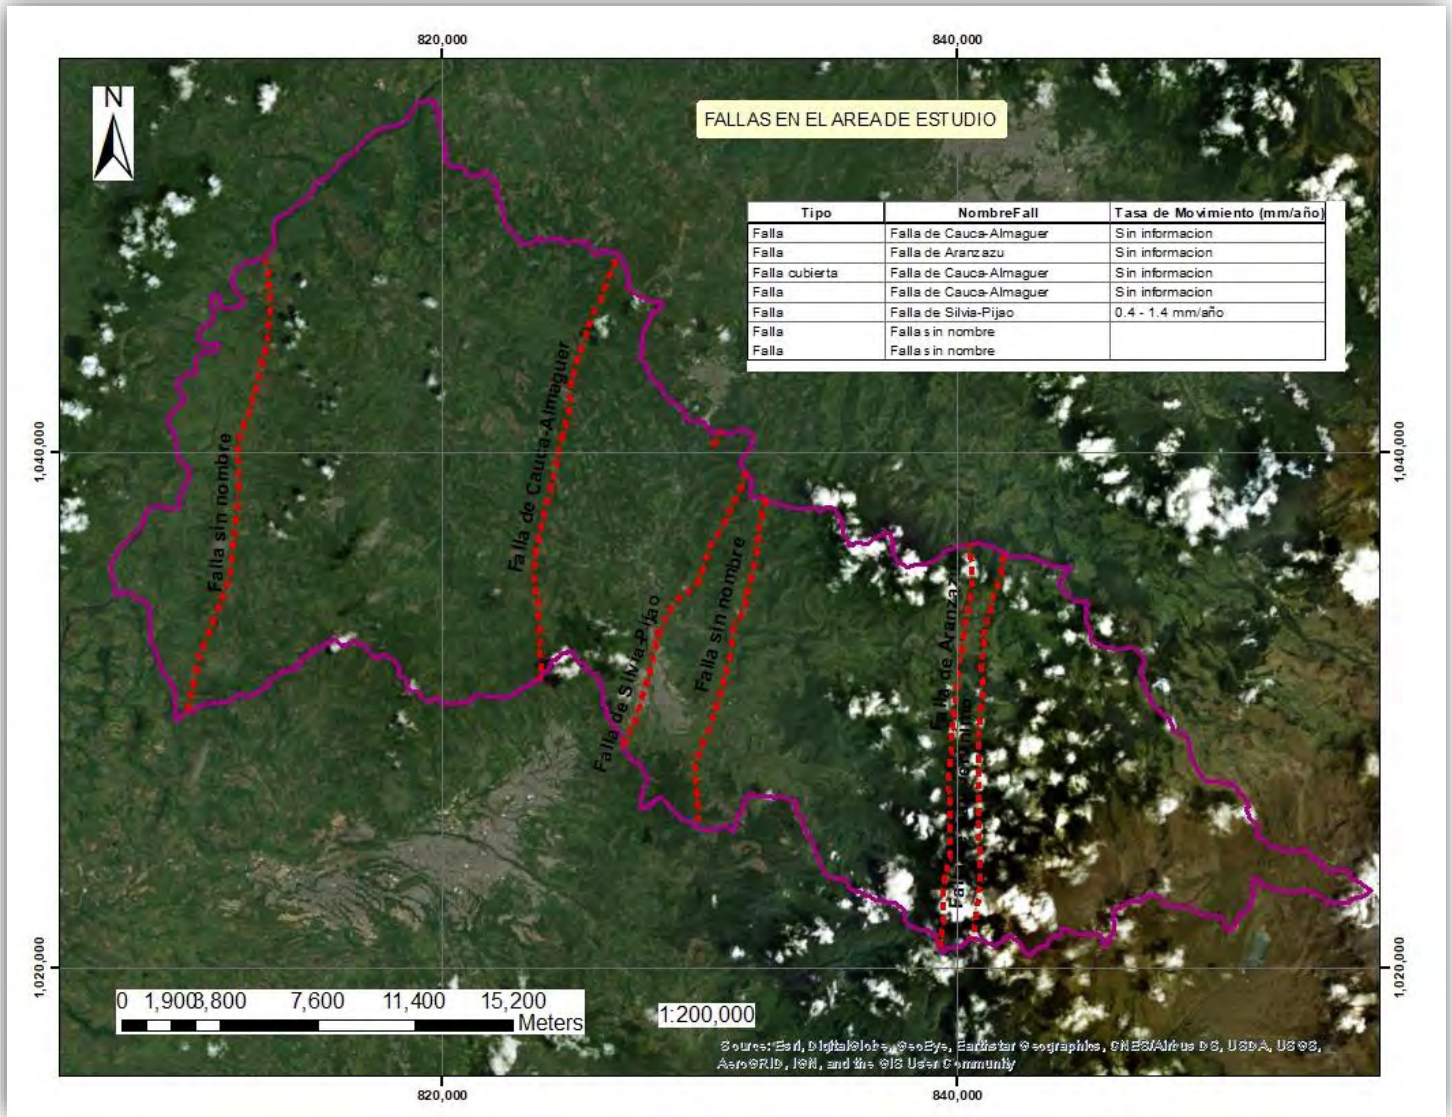 820,000
840,000
N
FALLAS EN EL AREA DE ESTUDIO
Tipo NombreFall Tasa de Movimiento (mm/año)
Falla Falla de Cauca-Almaguer Sin informacion
Falla Falla de Aranzazu Sin informacion
Falla cubierta Falla de Cauca-Almaguer Sin informacion
Falla Falla de Cauca-Almaguer Sin informacion
Falla Falla de Silvia-Pijao 0.4 - 1.4 mm/año
Falla Falla sin nombre
Falla Falla sin nombre
1,040,000
1,040,000
Falla sin nombre
Falla de Cauca-Almaguer
Falla de Silvia-Pijao
Falla sin nombre
Falla de Aranza
1,020,000
1,020,000
0 1,900 3,800 7,600 11,400 15,200
Meters
1:200,000
Source: Esri, DigitalGlobe, GeoEye, Earthstar Geographics, CNES/Airbus DS, USDA, USGS,
AeroGRID, IGN, and the GIS User Community
820,000
840,000